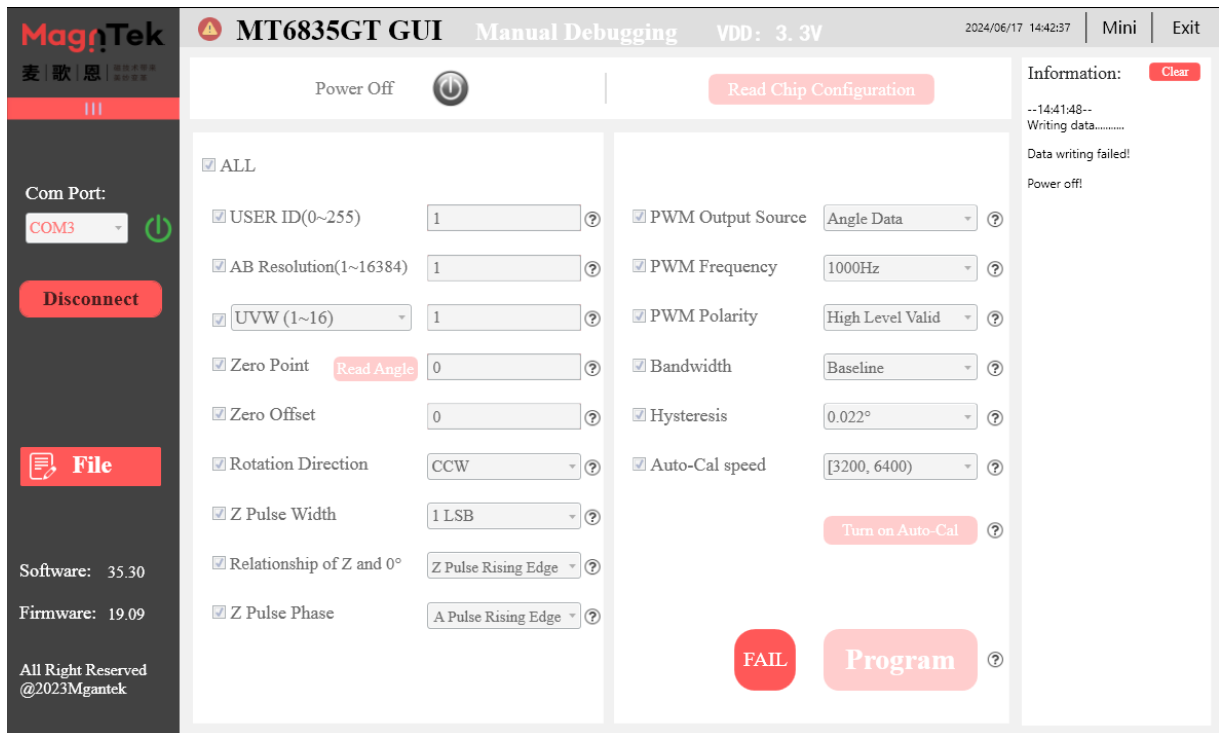 MagnTek
麦 歌 恩
MT6835GT GUI Manual Debugging VDD: 3. 3V
2024/06/17 14:42:37 Mini Exit
Com Port:
COM3
Disconnect
File
Software: 35.30
Firmware: 19.09
All Right Reserved
@2023Mgantek
Power Off Read Chip Configuration
ALL
USER ID(0~255) 1 ?
AB Resolution(1~16384) 1 ?
UVW (1~16) 1 ?
Zero Point Read Angle 0 ?
Zero Offset 0 ?
Rotation Direction CCW ?
Z Pulse Width 1 LSB ?
Relationship of Z and 0° Z Pulse Rising Edge ?
Z Pulse Phase A Pulse Rising Edge ?
PWM Output Source Angle Data ?
PWM Frequency 1000Hz ?
PWM Polarity High Level Valid ?
Bandwidth Baseline ?
Hysteresis 0.022° ?
Auto-Cal speed [3200, 6400) ?
Turn on Auto-Cal ?
FAIL Program ?
Information: Clear
--14:41:48--
Writing data...........
Data writing failed!
Power off!